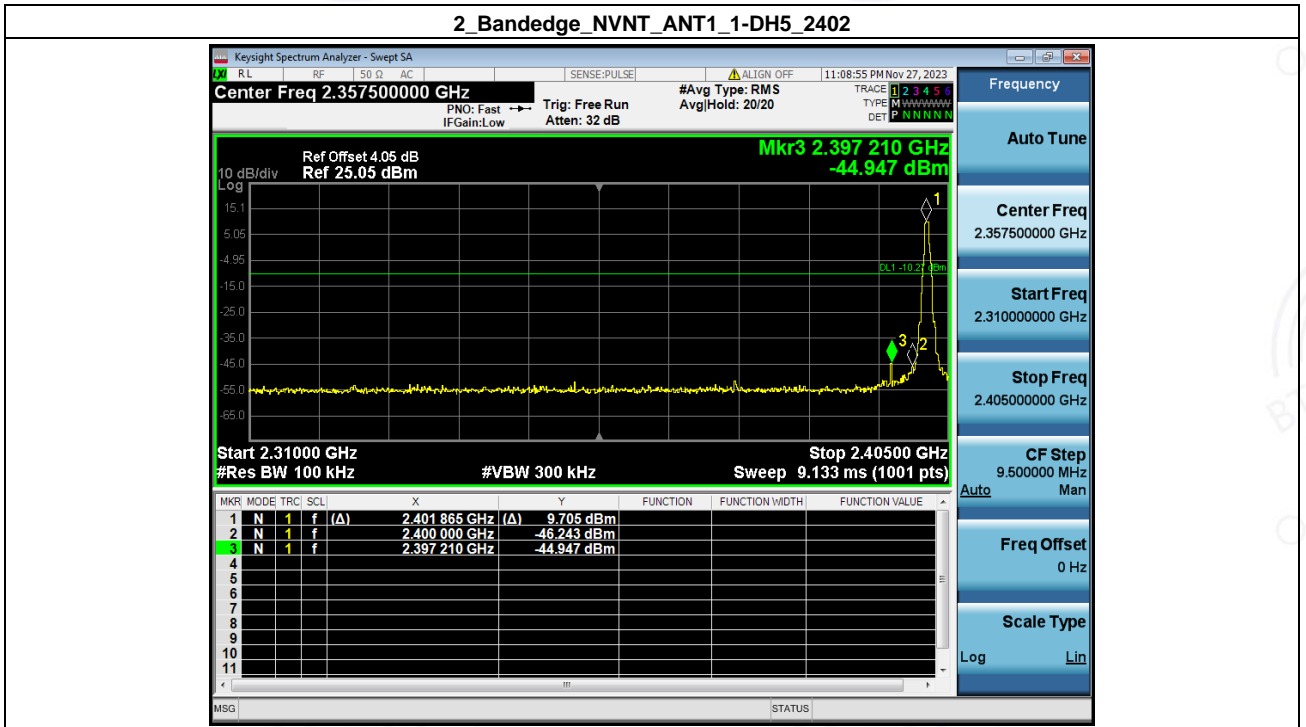 2_Bandedge_NVNT_ANT1_1-DH5_2402
Keysight Spectrum Analyzer - Swept SA
LXI RL RF 50 Ω AC SENSE:PULSE ALIGN OFF 11:08:55 PM Nov 27, 2023
Center Freq 2.357500000 GHz #Avg Type: RMS TRACE 1 2 3 4 5 6
PNO: Fast Trig: Free Run Avg|Hold: 20/20 TYPE M WWWWW
IFGain:Low Atten: 32 dB DET P N N N N N
Mkr3 2.397 210 GHz
-44.947 dBm
Ref Offset 4.05 dB
10 dB/div Ref 25.05 dBm
Log
15.1
5.05
-4.95
-15.0
-25.0
-35.0
-45.0
-55.0
-65.0
1
DL1 -10.27 dBm
3 2
Start 2.31000 GHz Stop 2.40500 GHz
#Res BW 100 kHz #VBW 300 kHz Sweep 9.133 ms (1001 pts)
MKR MODE TRC SCL X Y FUNCTION FUNCTION WIDTH FUNCTION VALUE
1 N 1 f (Δ) 2.401 865 GHz (Δ) 9.705 dBm
2 N 1 f 2.400 000 GHz -46.243 dBm
3 N 1 f 2.397 210 GHz -44.947 dBm
4
5
6
7
8
9
10
11
MSG STATUS
Frequency
Auto Tune
Center Freq
2.357500000 GHz
Start Freq
2.310000000 GHz
Stop Freq
2.405000000 GHz
CF Step
9.500000 MHz
Auto Man
Freq Offset
0 Hz
Scale Type
Log Lin